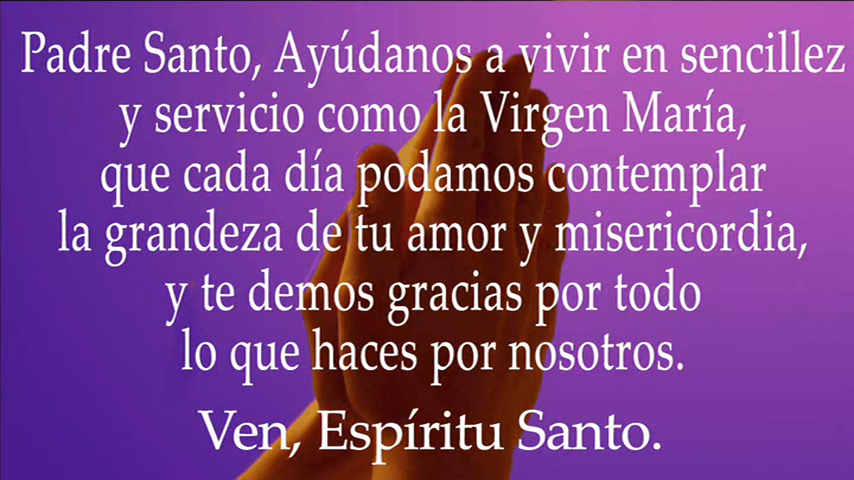 Padre Santo, Ayúdanos a vivir en sencillez
y servicio como la Virgen María,
que cada día podamos contemplar
la grandeza de tu amor y misericordia,
y te demos gracias por todo
lo que haces por nosotros.
Ven, Espíritu Santo.